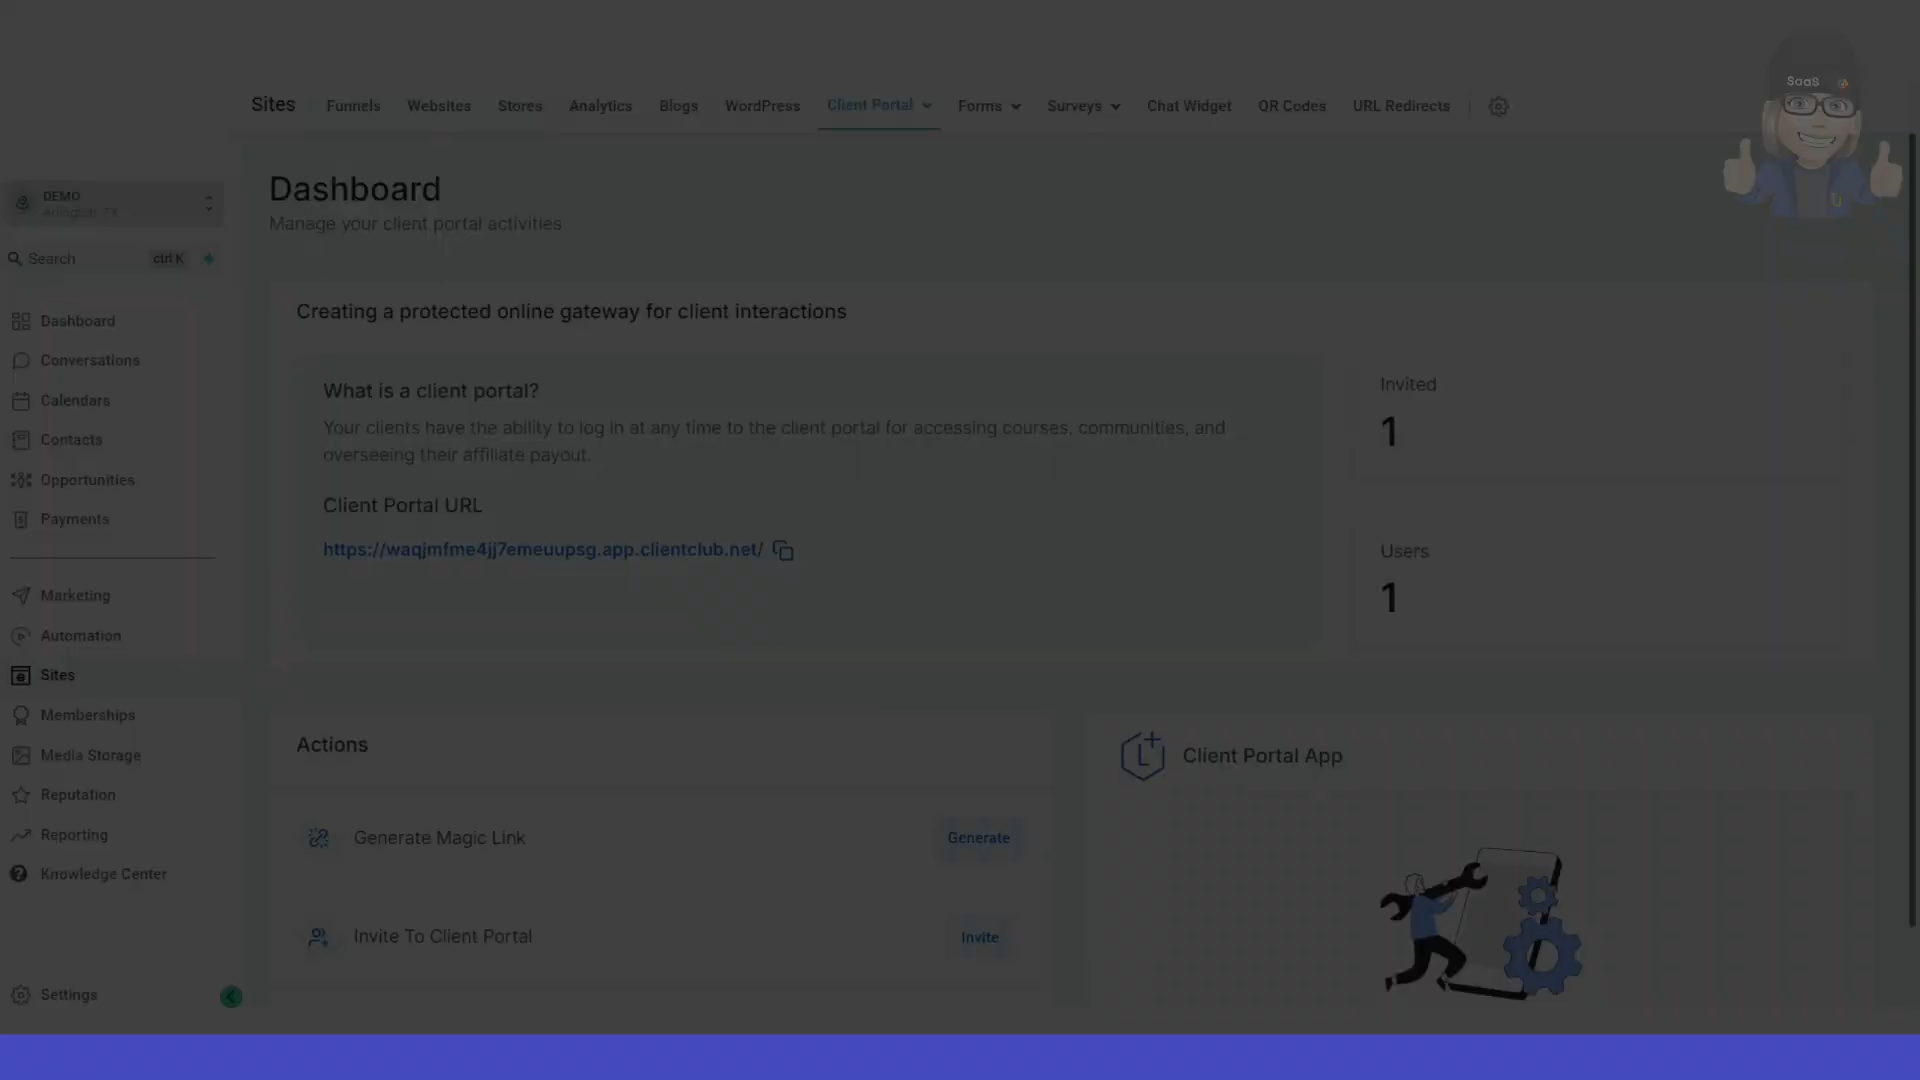 SaaS
Sites Funnels Websites Stores Analytics Blogs WordPress Client Portal Forms Surveys Chat Widget QR Codes URL Redirects
DEMO
Arlington, TX
Search ctrl K
Dashboard
Conversations
Calendars
Contacts
Opportunities
Payments
Marketing
Automation
Sites
Memberships
Media Storage
Reputation
Reporting
Knowledge Center
Settings
Dashboard
Manage your client portal activities
Creating a protected online gateway for client interactions
What is a client portal?
Your clients have the ability to log in at any time to the client portal for accessing courses, communities, and
overseeing their affiliate payout.
Client Portal URL
https://waqjmfme4jj7emeuupsg.app.clientclub.net/
Invited
1
Users
1
Actions
Generate Magic Link Generate
Invite To Client Portal Invite
Client Portal App